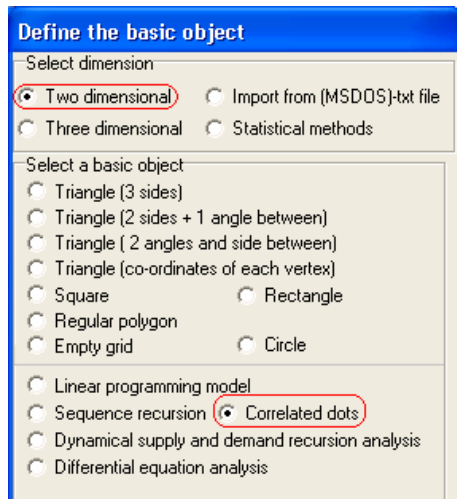 Define the basic object
Select dimension
Two dimensional Import from (MSDOS)-txt file
Three dimensional Statistical methods
Select a basic object
Triangle (3 sides)
Triangle (2 sides + 1 angle between)
Triangle ( 2 angles and side between)
Triangle (co-ordinates of each vertex)
Square Rectangle
Regular polygon
Empty grid Circle
Linear programming model
Sequence recursion Correlated dots
Dynamical supply and demand recursion analysis
Differential equation analysis